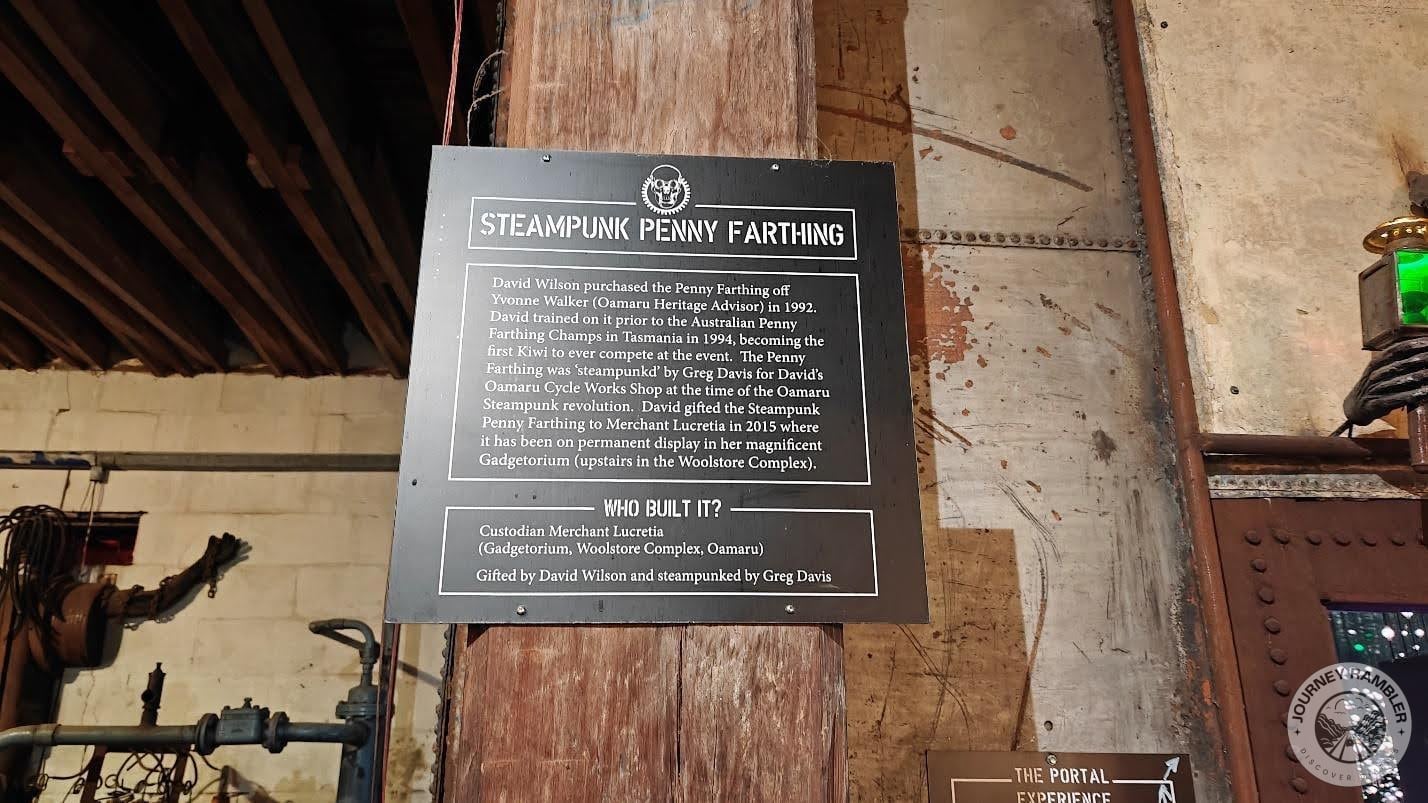 STEAMPUNK PENNY FARTHING
David Wilson purchased the Penny Farthing off
Yvonne Walker (Oamaru Heritage Advisor) in 1992.
David trained on it prior to the Australian Penny
Farthing Champs in Tasmania in 1994, becoming the
first Kiwi to ever compete at the event. The Penny
Farthing was ‘steampunkd’ by Greg Davis for David’s
Oamaru Cycle Works Shop at the time of the Oamaru
Steampunk revolution. David gifted the Steampunk
Penny Farthing to Merchant Lucretia in 2015 where
it has been on permanent display in her magnificent
Gadgetorium (upstairs in the Woolstore Complex).
WHO BUILT IT?
Custodian Merchant Lucretia
(Gadgetorium, Woolstore Complex, Oamaru)
Gifted by David Wilson and steampunked by Greg Davis
THE PORTAL
EXPERIENCE
JOURNEY RAMBLER
DISCOVER